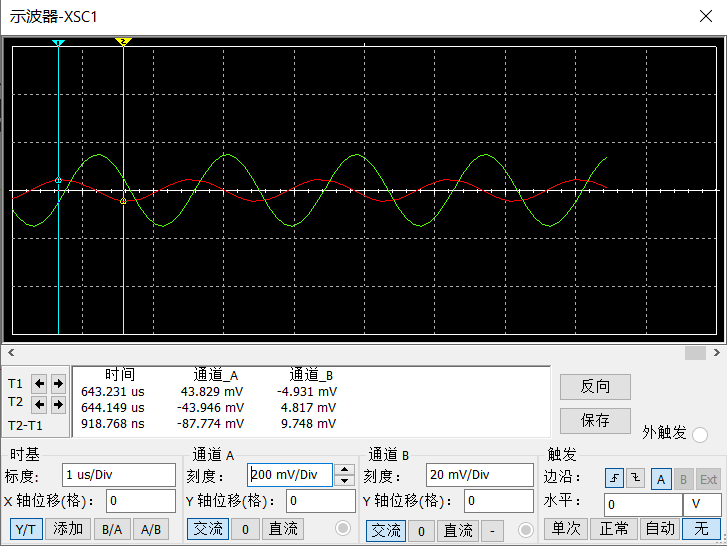 示波器-XSC1
1
2
时间 通道_A 通道_B
T1 643.231 us 43.829 mV -4.931 mV
T2 644.149 us -43.946 mV 4.817 mV
T2-T1 918.768 ns -87.774 mV 9.748 mV
反向
保存
外触发
时基 通道 A 通道 B 触发
标度: 1 us/Div 刻度: 200 mV/Div 刻度: 20 mV/Div 边沿: A B Ext
X 轴位移(格): 0 Y 轴位移(格): 0 Y 轴位移(格): 0 水平: 0 V
Y/T 添加 B/A A/B 交流 0 直流 交流 0 直流 - 单次 正常 自动 无